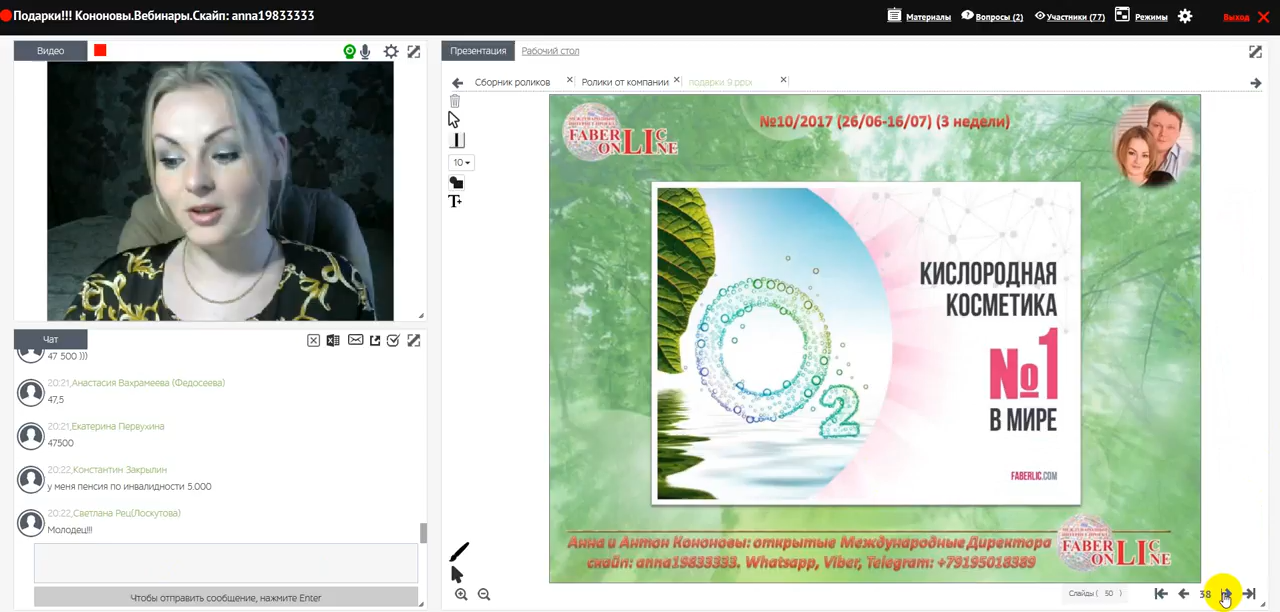 Подарки!!! Кононовы.Вебинары.Скайп: anna19833333
Материалы
Вопросы (2)
Участники (77)
Режимы
Выход
Видео
Презентация
Рабочий стол
Сборник роликов
Ролики от компании
подарки 9.pptx
10
T+
FABERLIC
ONLINE
№10/2017 (26/06-16/07) (3 недели)
O2
КИСЛОРОДНАЯ
КОСМЕТИКА
№1
В МИРЕ
FABERLIC.COM
Анна и Антон Кононовы: открытые Международные Директора
скайп: anna19833333. Whatsapp, Viber, Telegram: +79195018389
FABERLIC
ONLINE
Слайды ( 50 )
38
Чат
47 500 )))
20:21,Анастасия Вахрамеева (Федосеева)
47,5
20:21,Екатерина Первухина
47500
20:22,Константин Закрылин
у меня пенсия по инвалидности 5,000
20:22,Светлана Рец(Лоскутова)
Молодец!!!
Чтобы отправить сообщение, нажмите Enter